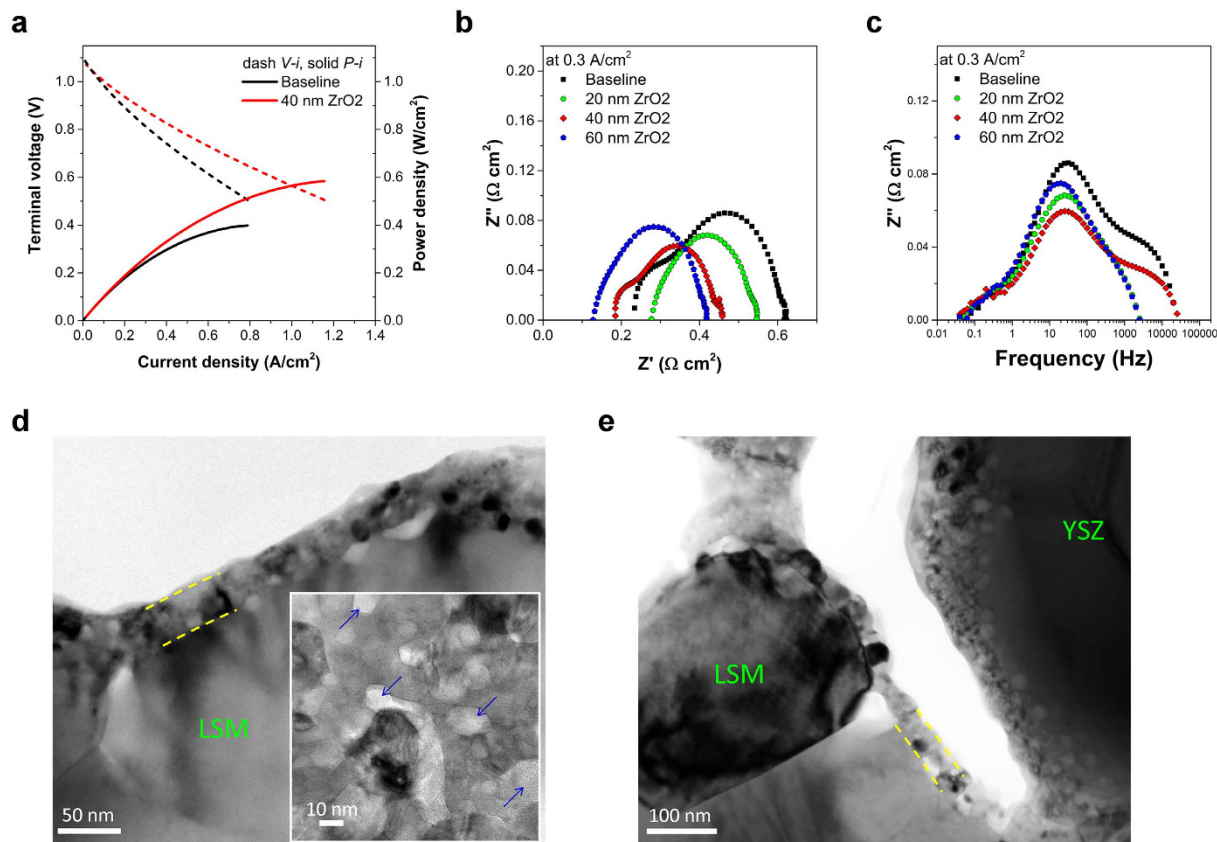 a
dash V-i, solid P-i
Baseline
40 nm ZrO2
Terminal voltage (V)
0.0
0.2
0.4
0.6
0.8
1.0
Power density (W/cm²)
0.0
0.2
0.4
0.6
0.8
1.0
0.0 0.2 0.4 0.6 0.8 1.0 1.2 1.4
Current density (A/cm²)
b
at 0.3 A/cm²
Baseline
20 nm ZrO2
40 nm ZrO2
60 nm ZrO2
Z'' (Ω cm²)
0.20
0.16
0.12
0.08
0.04
0.00
0.0 0.2 0.4 0.6 0.8
Z' (Ω cm²)
c
at 0.3 A/cm²
Baseline
20 nm ZrO2
40 nm ZrO2
60 nm ZrO2
Z'' (Ω cm²)
0.12
0.08
0.04
0.00
0.01 0.1 1 10 100 1000 10000 100000
Frequency (Hz)
d
LSM
50 nm
10 nm
e
YSZ
LSM
100 nm